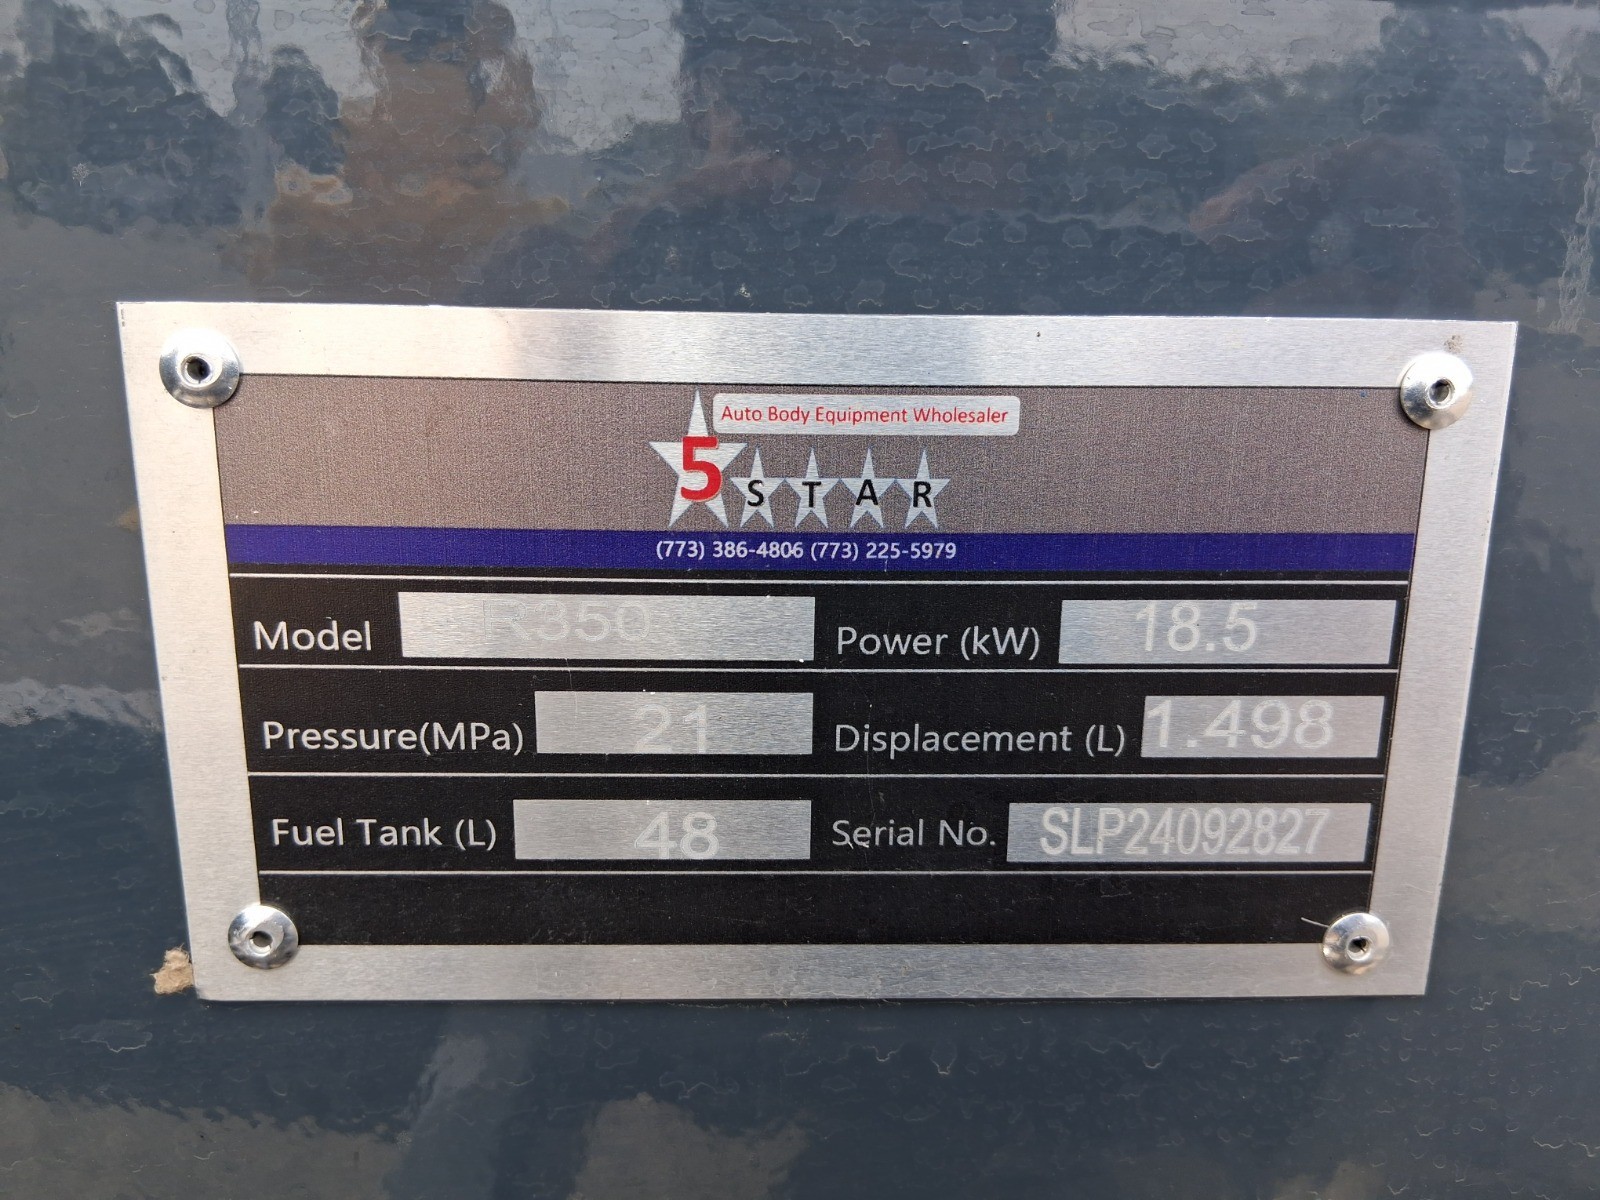 Auto Body Equipment Wholesaler
5 STAR
(773) 386-4806 (773) 225-5979
Model R350 Power (kW) 18.5
Pressure(MPa) 21 Displacement (L) 1.498
Fuel Tank (L) 48 Serial No. SLP24092827